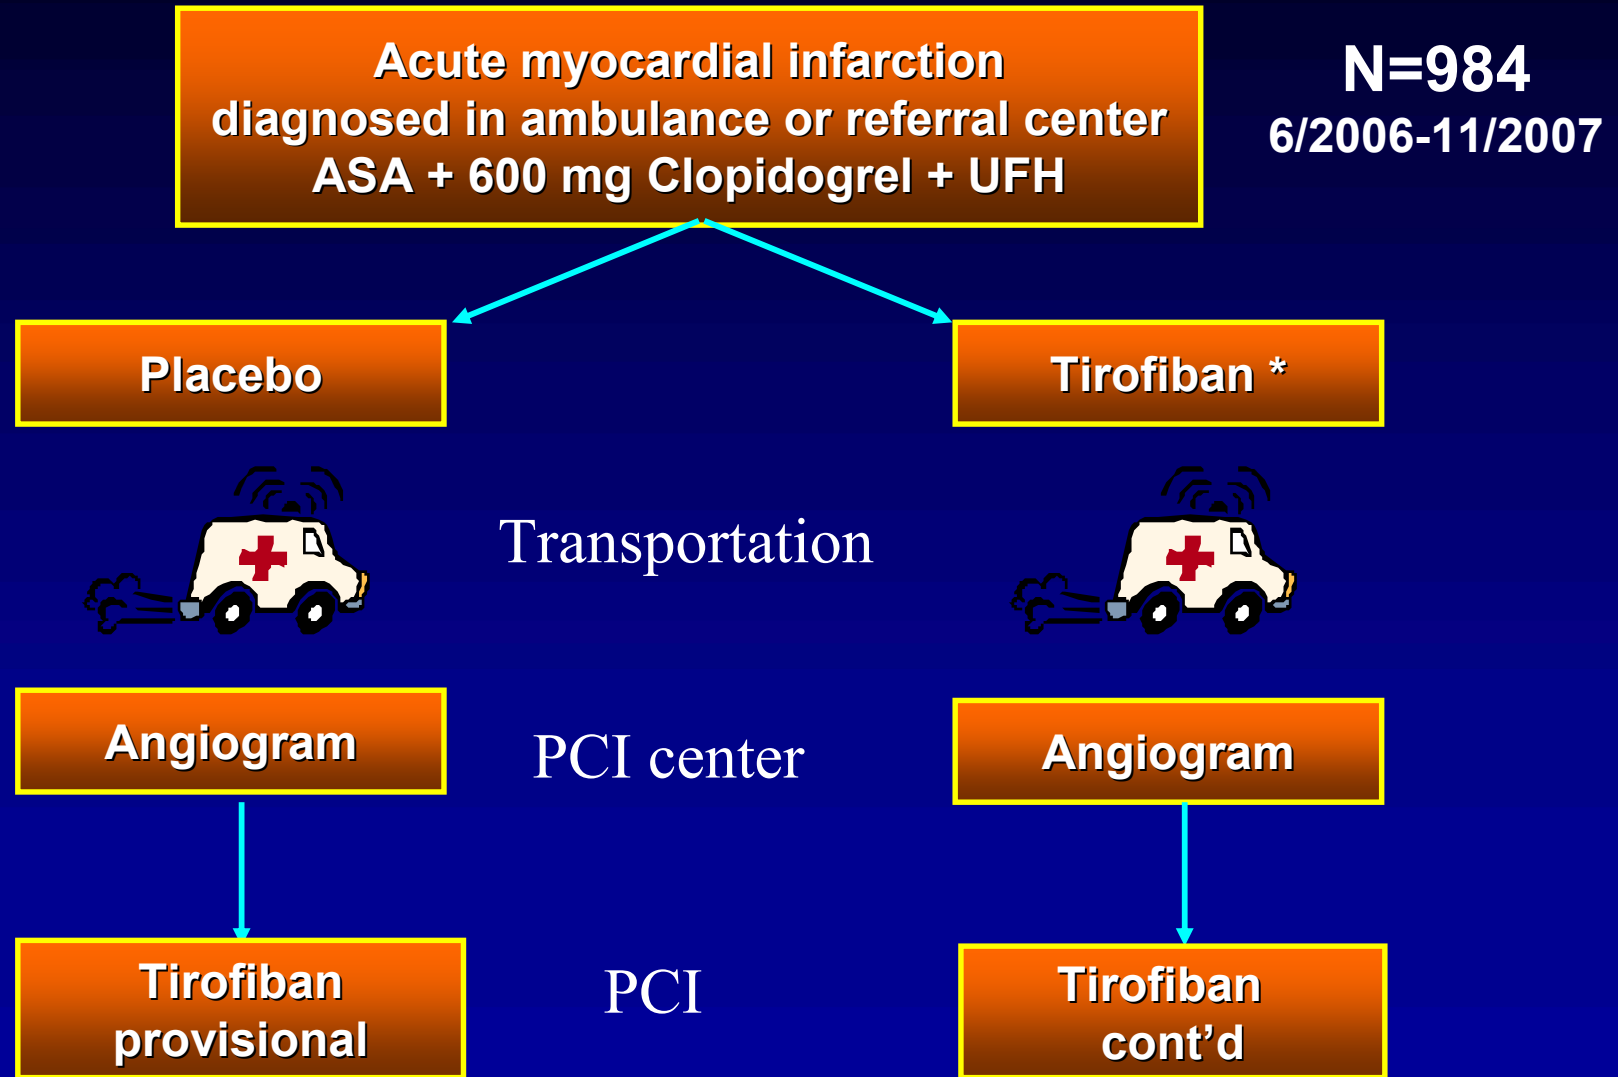 Acute myocardial infarction
diagnosed in ambulance or referral center
ASA + 600 mg Clopidogrel + UFH
N=984
6/2006-11/2007
Placebo
Tirofiban *
Transportation
Angiogram
PCI center
Angiogram
Tirofiban
provisional
PCI
Tirofiban
cont’d